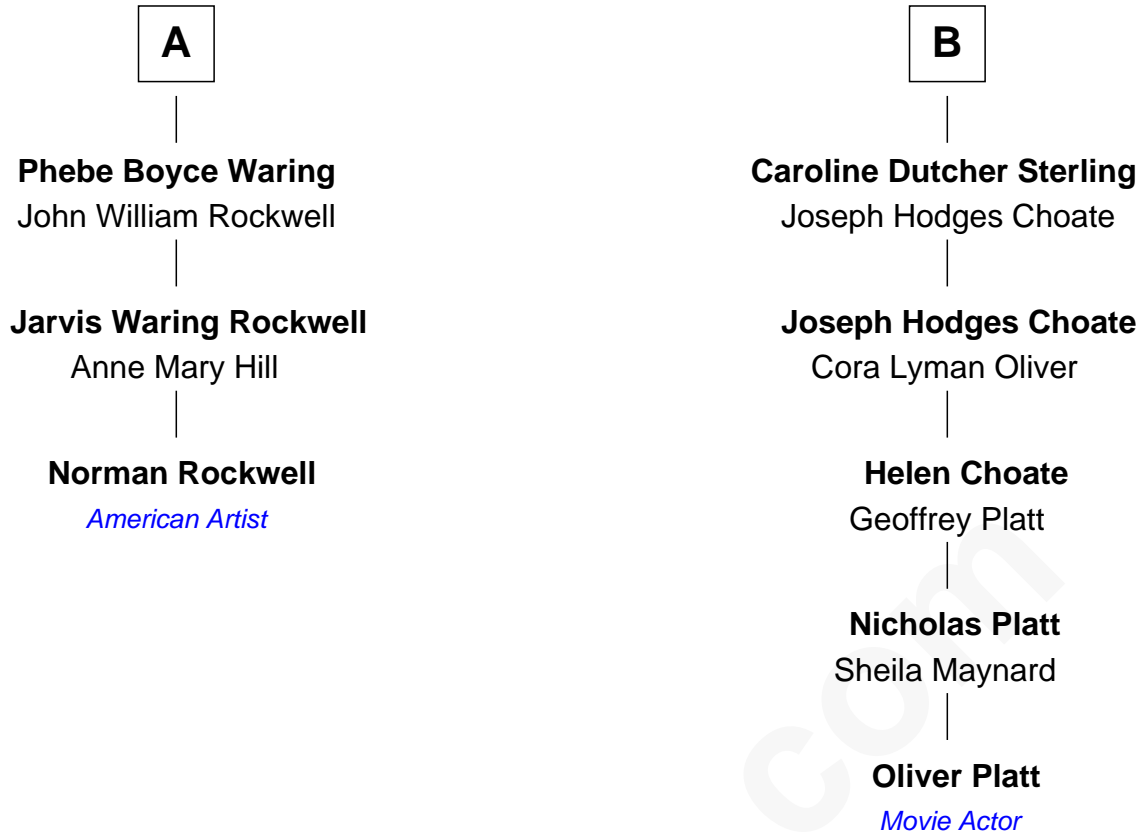 A
Phebe Boyce Waring
John William Rockwell
Jarvis Waring Rockwell
Anne Mary Hill
Norman Rockwell
American Artist
B
Caroline Dutcher Sterling
Joseph Hodges Choate
Joseph Hodges Choate
Cora Lyman Oliver
Helen Choate
Geoffrey Platt
Nicholas Platt
Sheila Maynard
Oliver Platt
Movie Actor
com